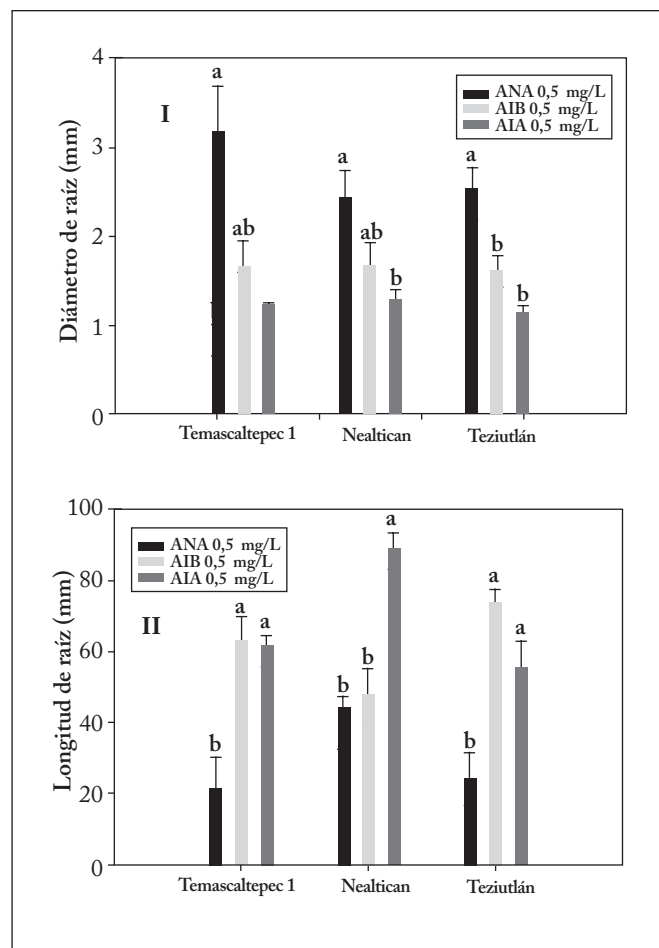 4
a
I
ANA 0,5 mg/L
AIB 0,5 mg/L
AIA 0,5 mg/L
3
a
a
Diámetro de raíz (mm)
2
ab
ab
b
b
b
1
0
Temascaltepec 1 Nealtican Teziutlán
100
ANA 0,5 mg/L
AIB 0,5 mg/L
AIA 0,5 mg/L
a
80
a
II
a a
a
Longitud de raíz (mm)
60
b b
40
b
b
20
0
Temascaltepec 1 Nealtican Teziutlán